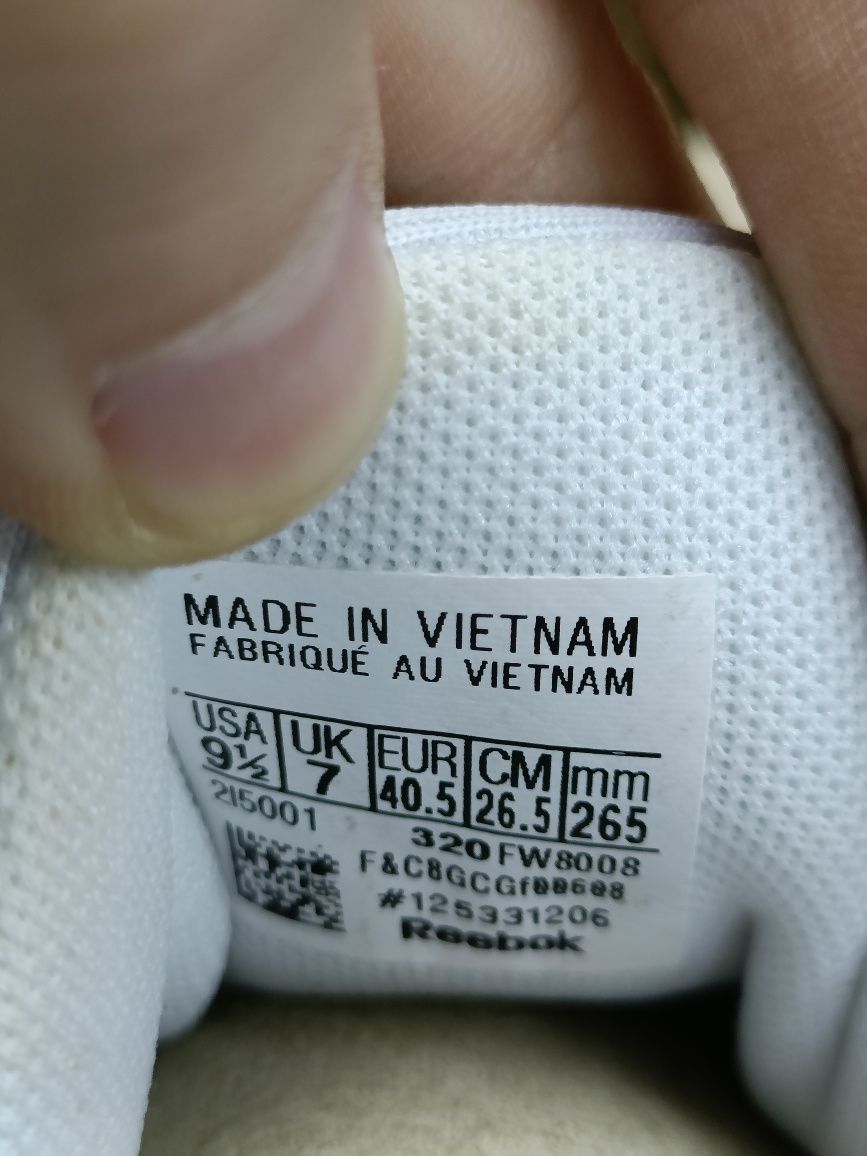 MADE IN VIETNAM
FABRIQUÉ AU VIETNAM
USA UK EUR CM mm
9½ 7 40.5 26.5 265
2I5001
320 FW8008
#125331206
Reebok